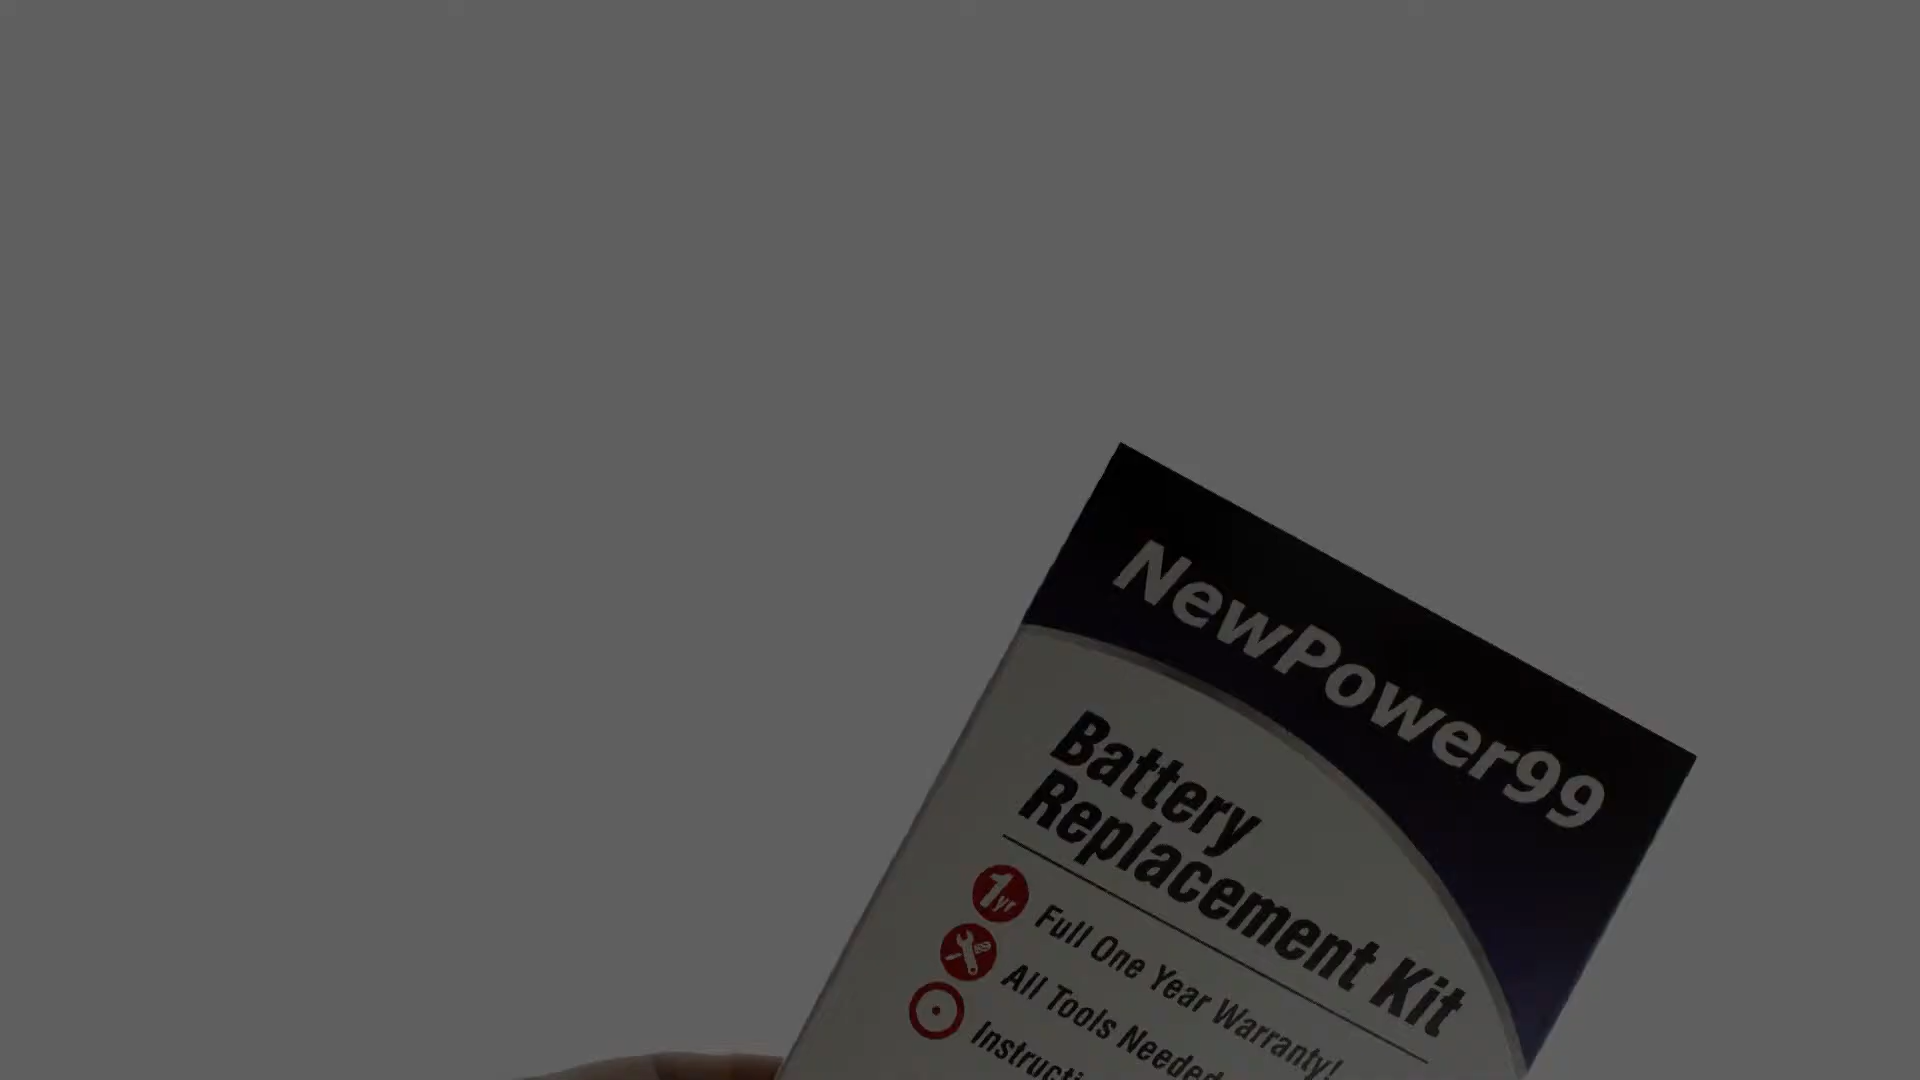 NewPower99
Battery
Replacement Kit
1yr
Full One Year Warranty!
All Tools Needed